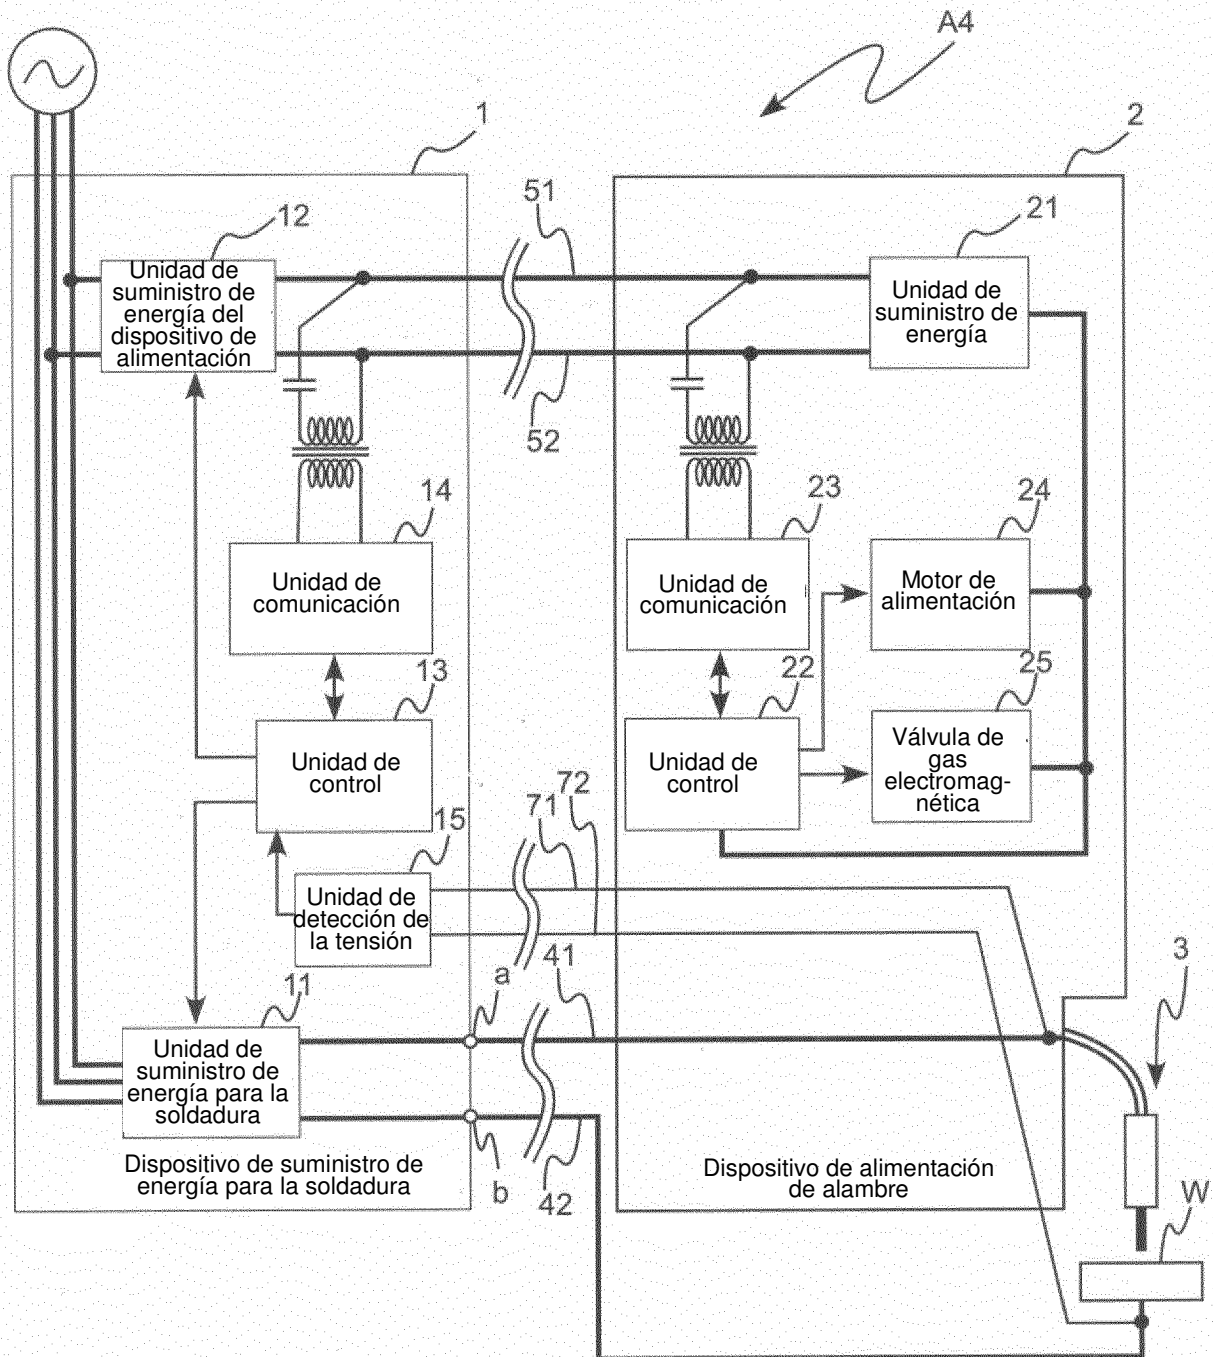 A4
1
2
51
12
21
Unidad de
suministro de
energía del
dispositivo de
alimentación
Unidad de
suministro de
energía
52
14
23
24
Unidad de
comunicación
Unidad de
comunicación
Motor de
alimentación
13
22
25
Unidad de
control
Unidad de
control
Válvula de
gas
electromag-
nética
72
71
15
Unidad de
detección de
la tensión
41
3
a
11
Unidad de
suministro de
energía para la
soldadura
Dispositivo de suministro de
energía para la soldadura
b
42
Dispositivo de alimentación
de alambre
W